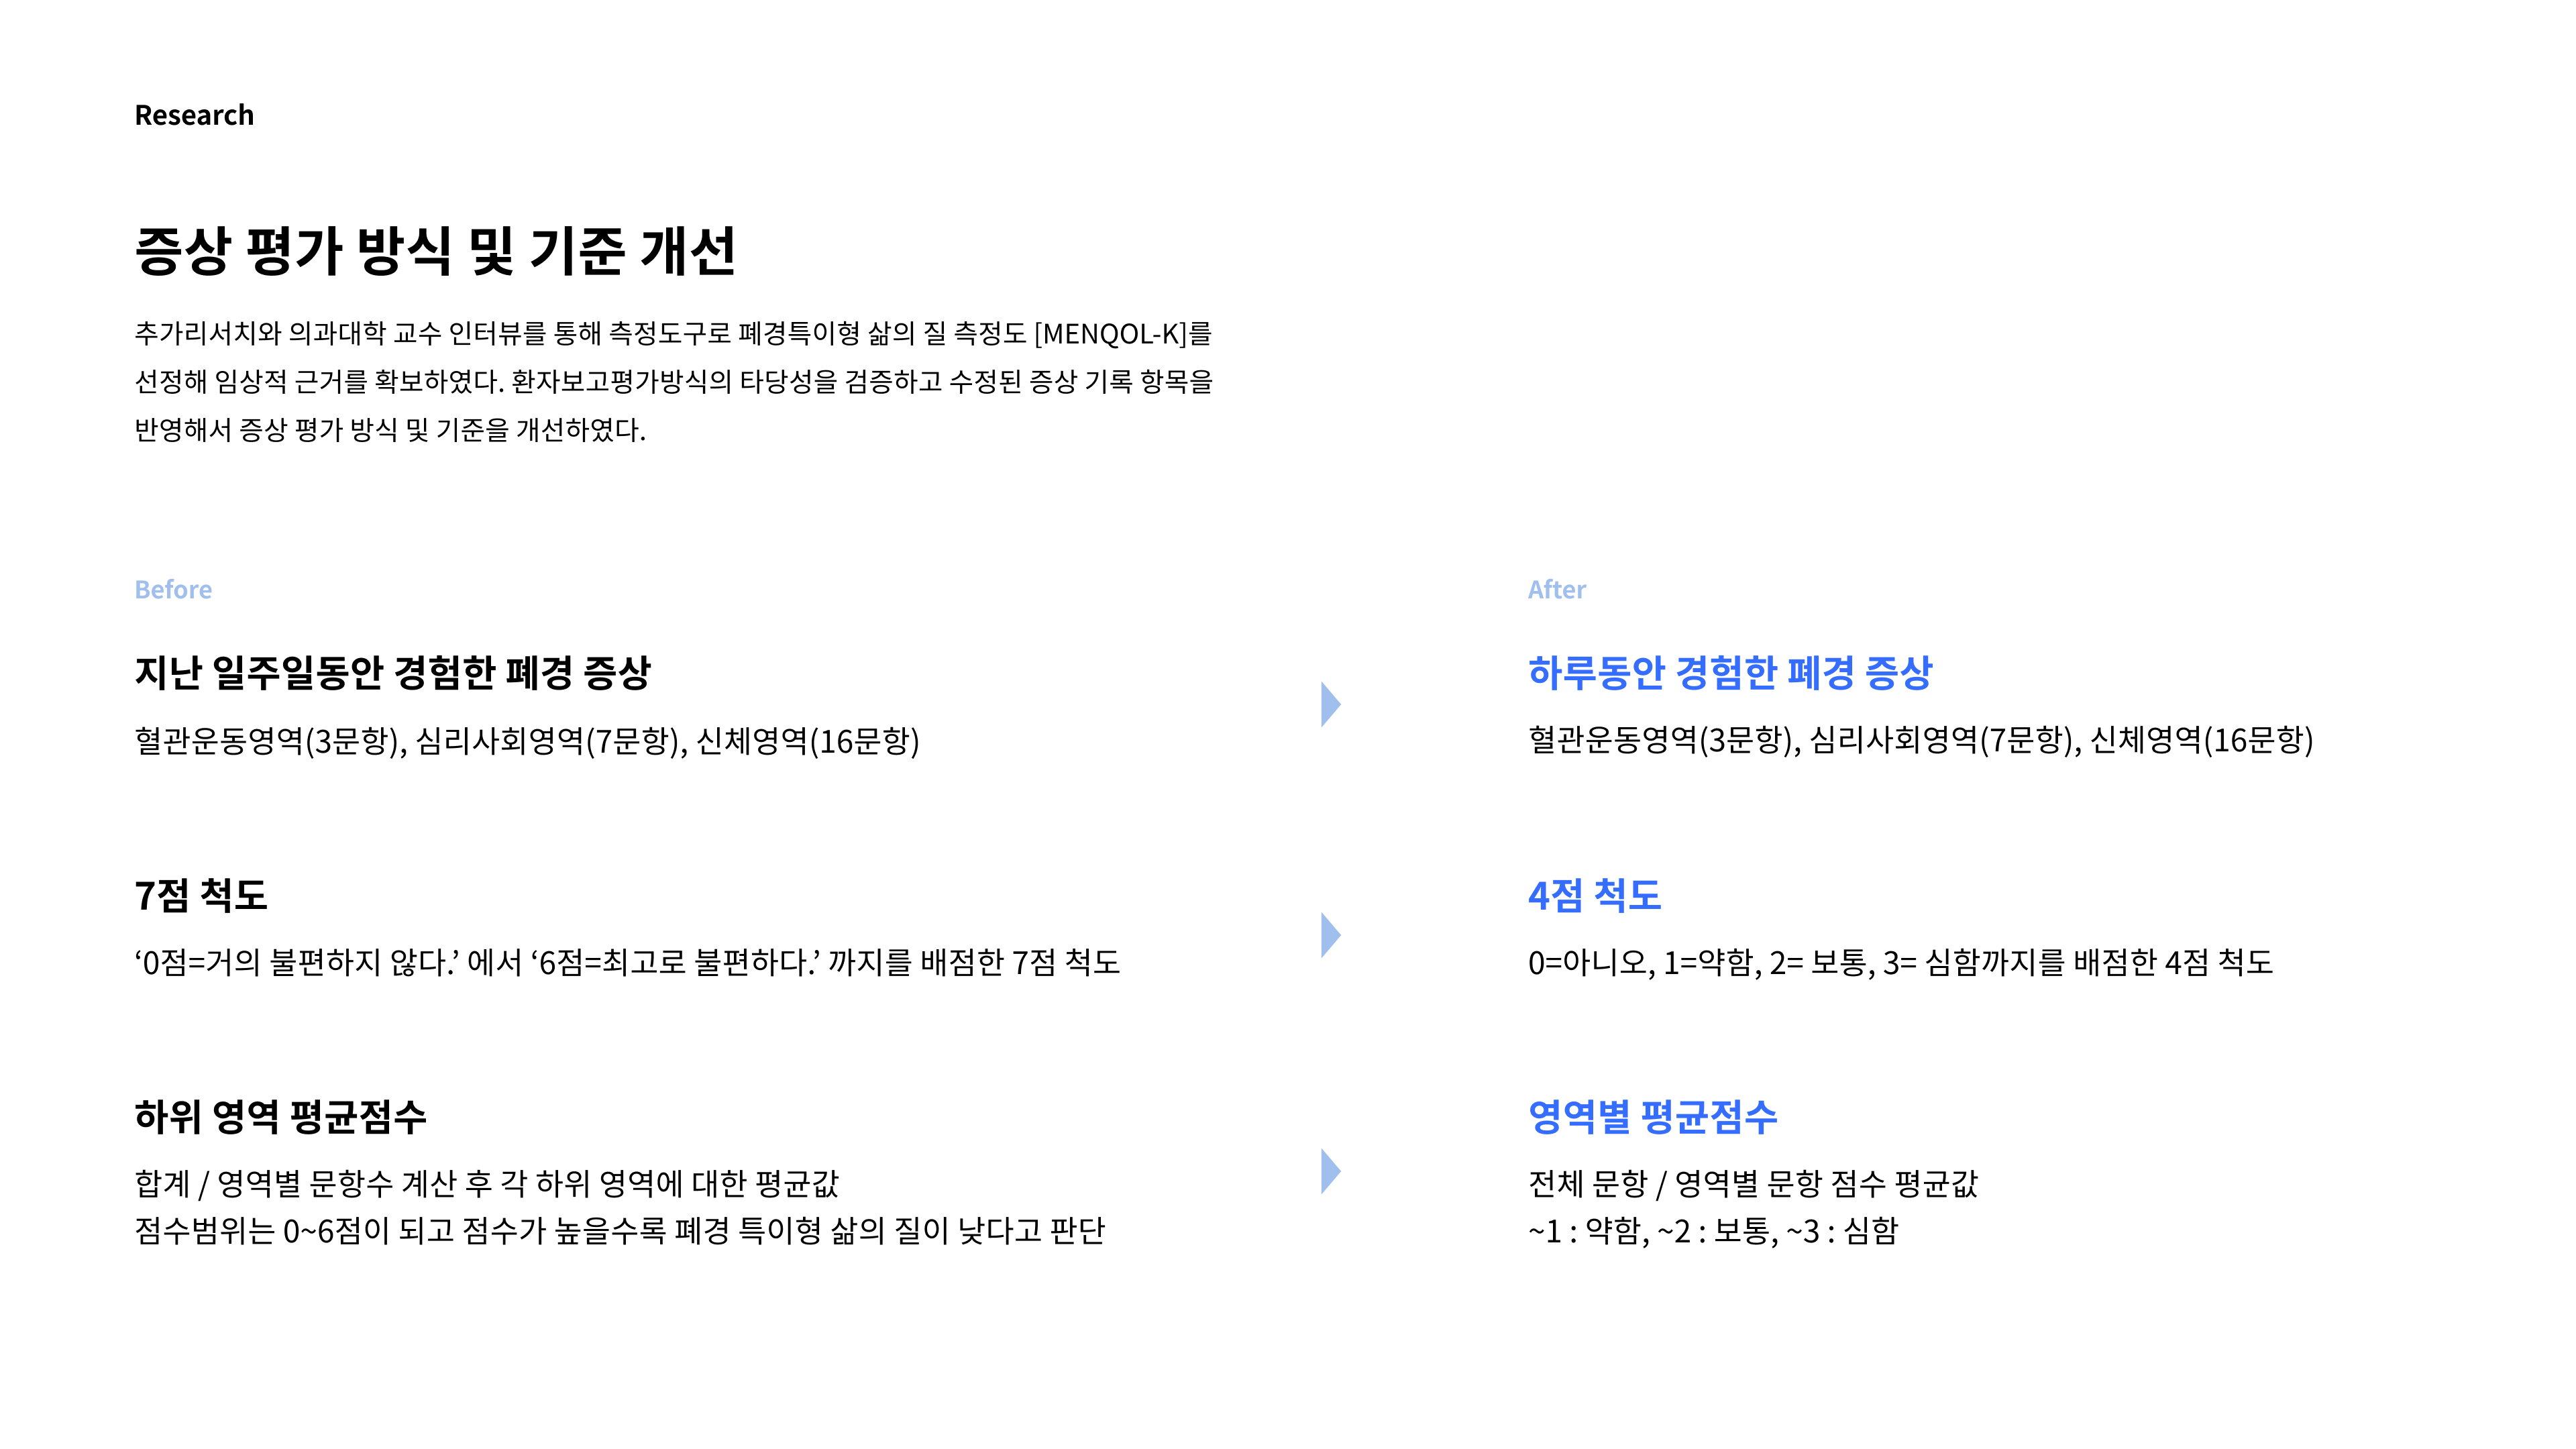 Research
증상 평가 방식 및 기준 개선
추가리서치와 의과대학 교수 인터뷰를 통해 측정도구로 폐경특이형 삶의 질 측정도 [MENQOL-K]를
선정해 임상적 근거를 확보하였다. 환자보고평가방식의 타당성을 검증하고 수정된 증상 기록 항목을
반영해서 증상 평가 방식 및 기준을 개선하였다.
Before
지난 일주일동안 경험한 폐경 증상
혈관운동영역(3문항), 심리사회영역(7문항), 신체영역(16문항)
7점 척도
‘0점=거의 불편하지 않다.’ 에서 ‘6점=최고로 불편하다.’ 까지를 배점한 7점 척도
하위 영역 평균점수
합계 / 영역별 문항수 계산 후 각 하위 영역에 대한 평균값
점수범위는 0~6점이 되고 점수가 높을수록 폐경 특이형 삶의 질이 낮다고 판단
After
하루동안 경험한 폐경 증상
혈관운동영역(3문항), 심리사회영역(7문항), 신체영역(16문항)
4점 척도
0=아니오, 1=약함, 2= 보통, 3= 심함까지를 배점한 4점 척도
영역별 평균점수
전체 문항 / 영역별 문항 점수 평균값
~1 : 약함, ~2 : 보통, ~3 : 심함